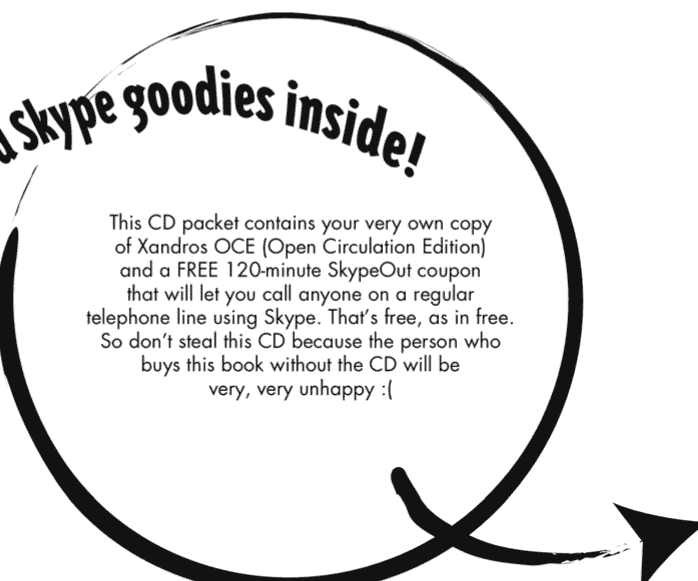 Skype goodies inside!
This CD packet contains your very own copy
of Xandros OCE (Open Circulation Edition)
and a FREE 120-minute SkypeOut coupon
that will let you call anyone on a regular
telephone line using Skype. That's free, as in free.
So don't steal this CD because the person who
buys this book without the CD will be
very, very unhappy :(